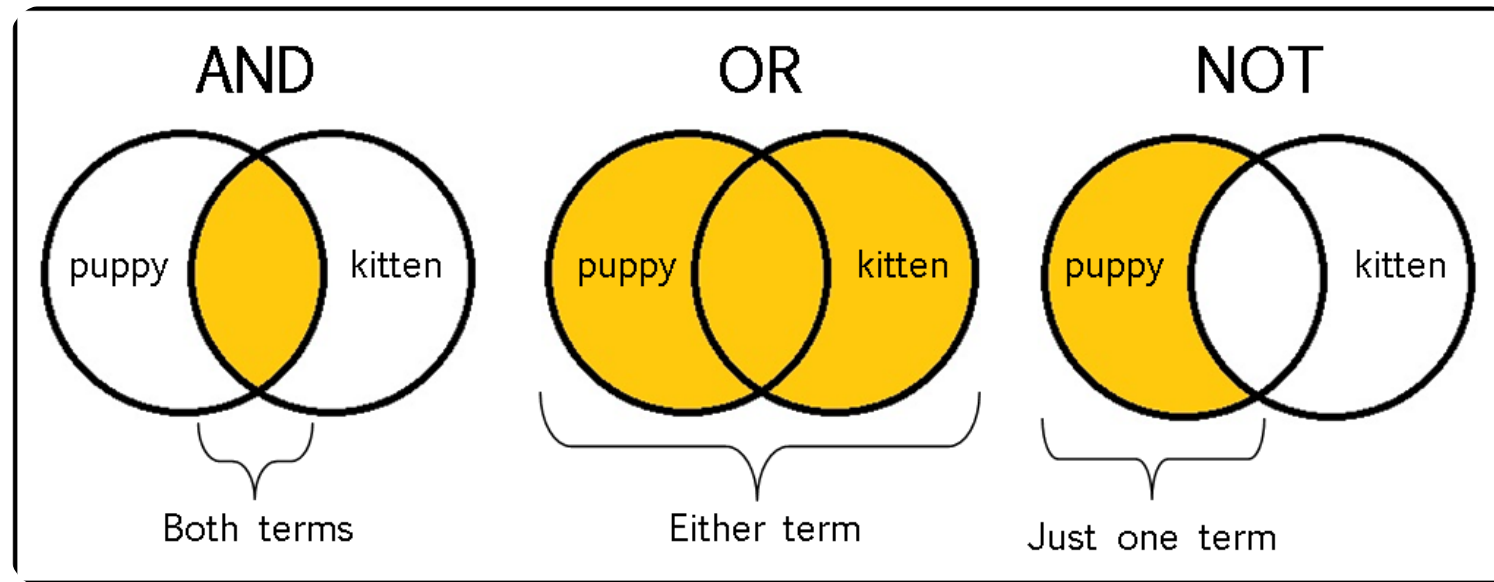 AND OR NOT
puppy kitten puppy kitten puppy kitten
Both terms Either term Just one term